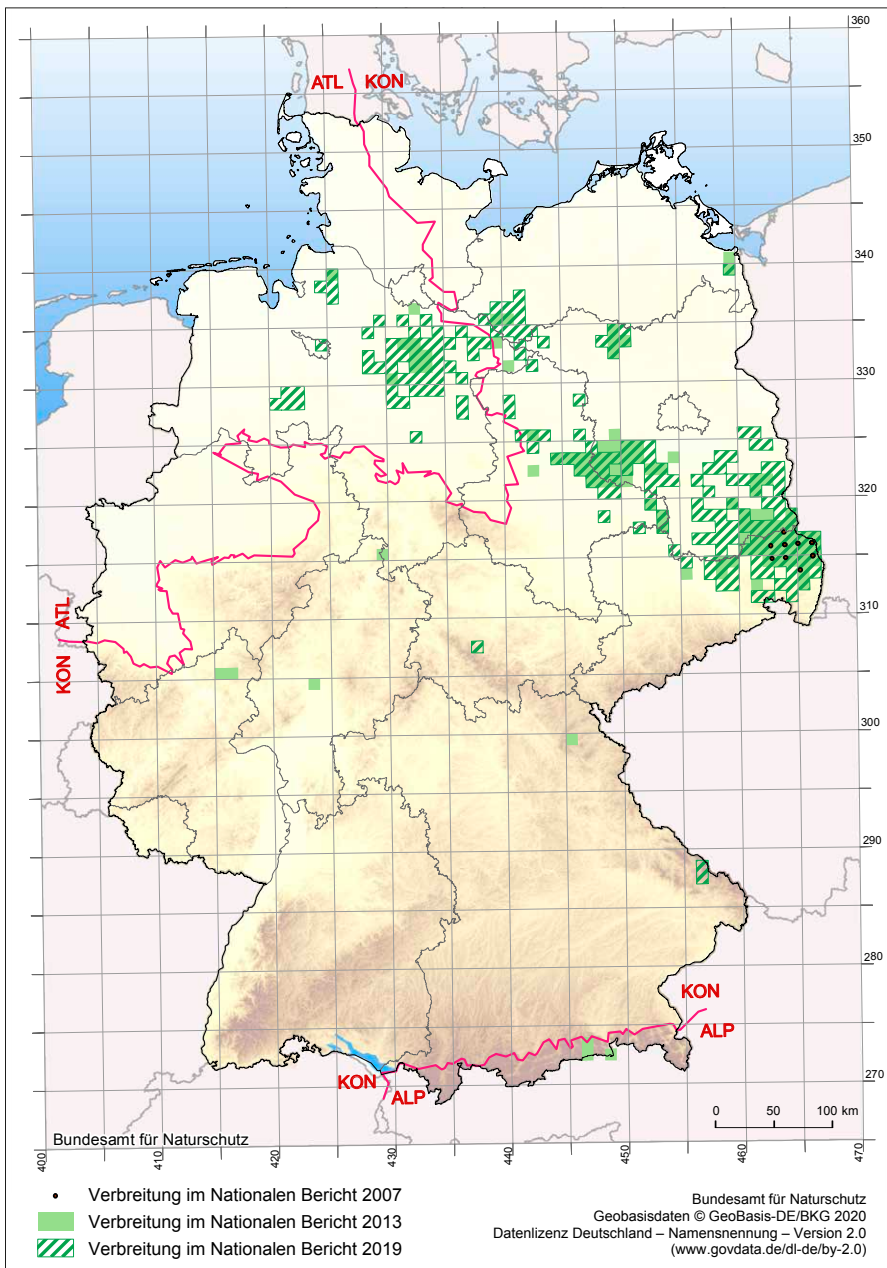 360
350
340
330
320
310
300
290
280
270
ATL KON
ATL
KON
KON
ALP
KON
ALP
0 50 100 km
Bundesamt für Naturschutz
400 410 420 430 440 450 460 470
Verbreitung im Nationalen Bericht 2007
Verbreitung im Nationalen Bericht 2013
Verbreitung im Nationalen Bericht 2019
Bundesamt für Naturschutz
Geobasisdaten © GeoBasis-DE/BKG 2020
Datenlizenz Deutschland – Namensnennung – Version 2.0
(www.govdata.de/dl-de/by-2.0)